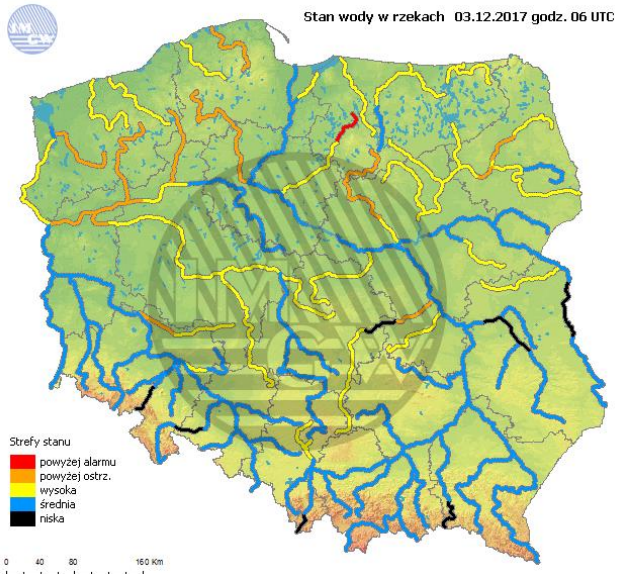 Stan wody w rzekach 03.12.2017 godz. 06 UTC
Strefy stanu
powyżej alarmu
powyżej ostrz.
wysoka
średnia
niska
0 40 80 160 Km